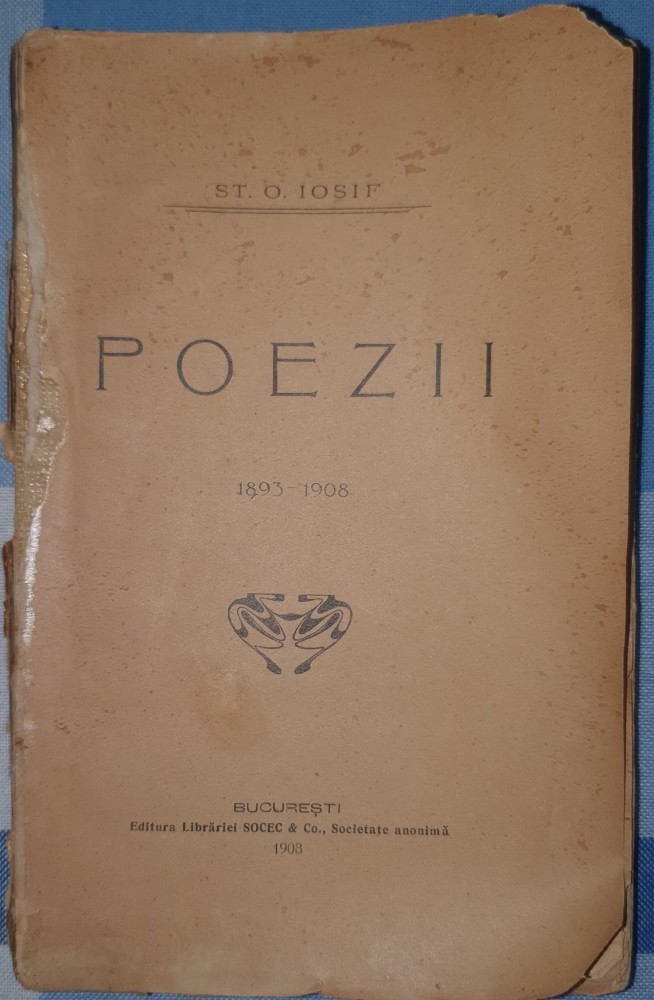 ST. O. IOSIF
POEZII
1893–1908
BUCUREȘTI
Editura Librăriei SOCEC & Co., Societate anonimă
1908